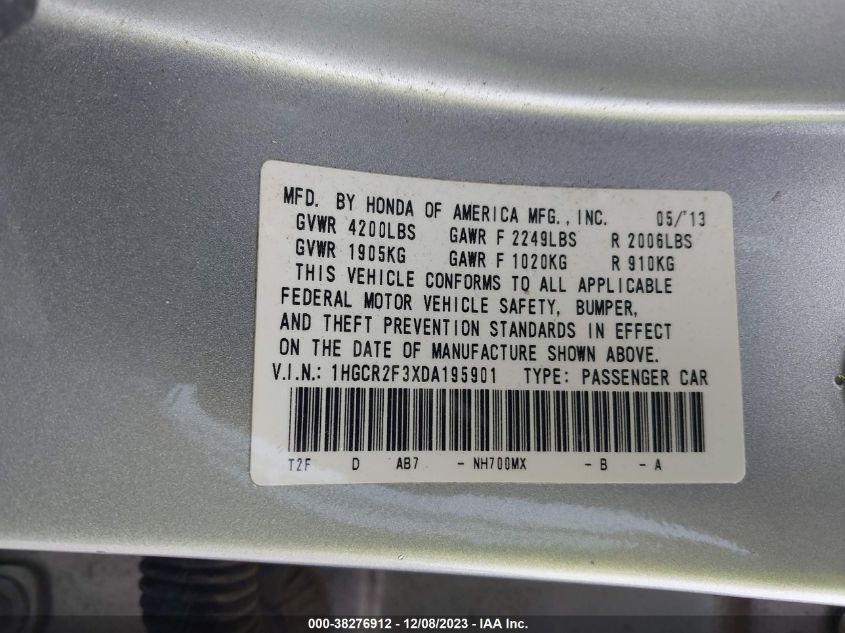 MFD. BY HONDA OF AMERICA MFG., INC. 05/'13
GVWR 4200LBS GAWR F 2249LBS R 2006LBS
GVWR 1905KG GAWR F 1020KG R 910KG
THIS VEHICLE CONFORMS TO ALL APPLICABLE
FEDERAL MOTOR VEHICLE SAFETY, BUMPER,
AND THEFT PREVENTION STANDARDS IN EFFECT
ON THE DATE OF MANUFACTURE SHOWN ABOVE.
V.I.N.: 1HGCR2F3XDA195901 TYPE: PASSENGER CAR
T2F D AB7 - NH700MX - B - A
000-38276912 - 12/08/2023 - IAA Inc.